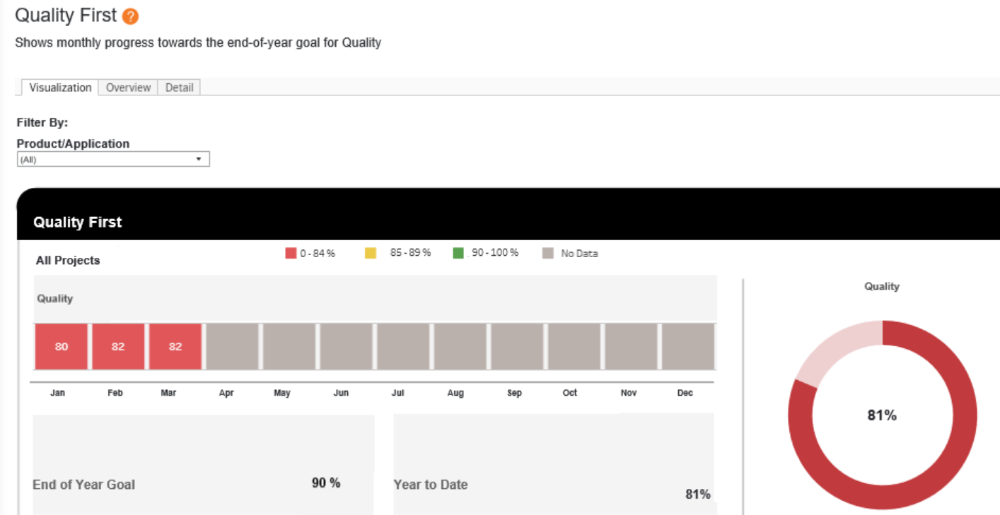 Quality First ?
Shows monthly progress towards the end-of-year goal for Quality
Visualization Overview Detail
Filter By:
Product/Application
(All)
Quality First
All Projects
0 - 84 % 85 - 89 % 90 - 100 % No Data
Quality
80 82 82
Jan Feb Mar Apr May Jun Jul Aug Sep Oct Nov Dec
End of Year Goal 90 %
Year to Date 81%
Quality
81%